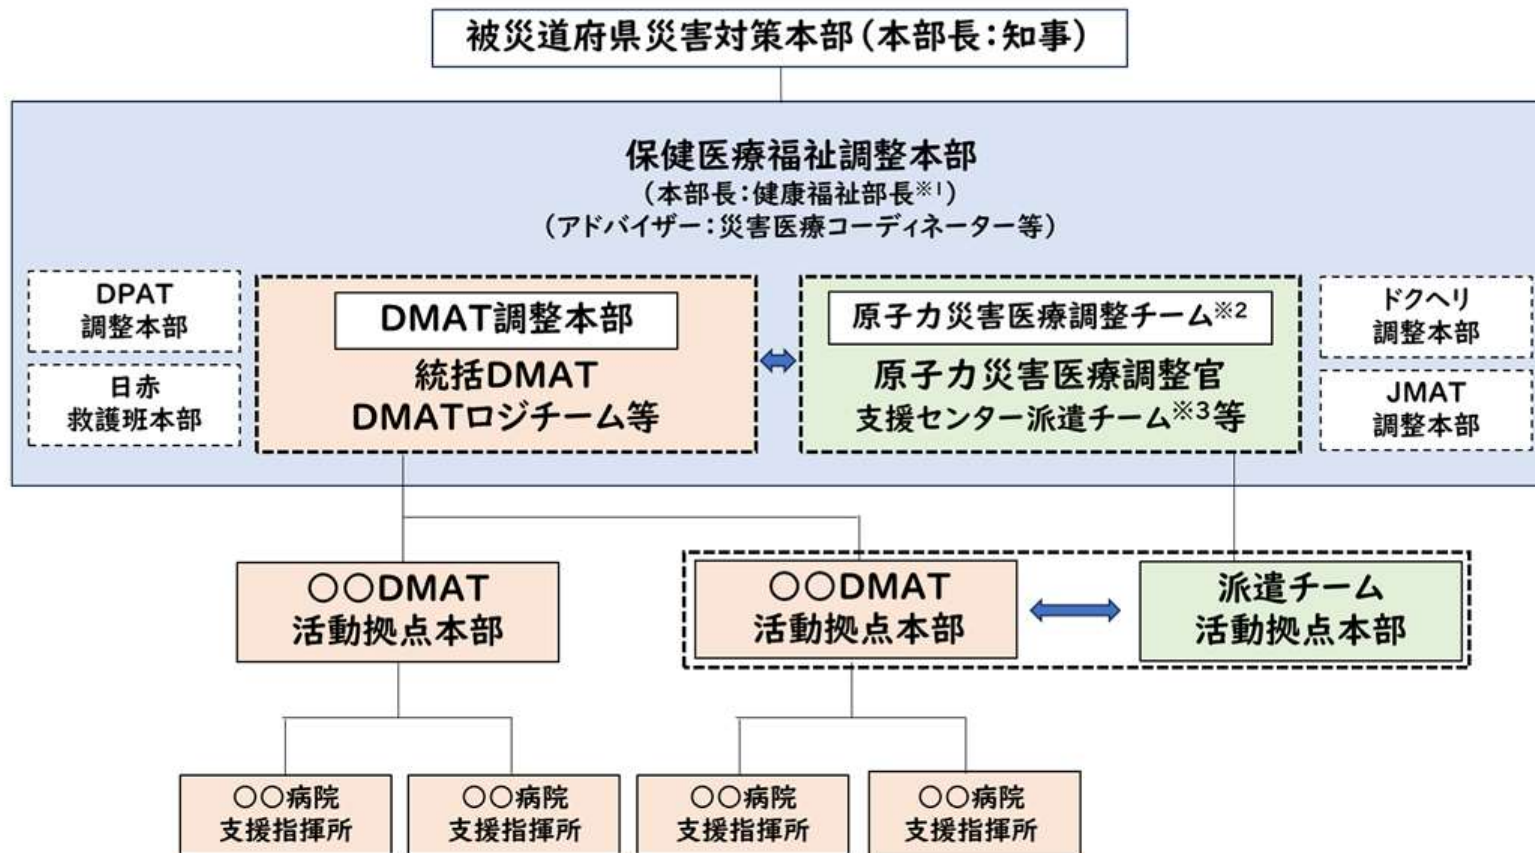 被災道府県災害対策本部(本部長:知事)
保健医療福祉調整本部
(本部長:健康福祉部長※1)
(アドバイザー:災害医療コーディネーター等)
DPAT
調整本部
日赤
救護班本部
DMAT調整本部
統括DMAT
DMATロジチーム等
原子力災害医療調整チーム※2
原子力災害医療調整官
支援センター派遣チーム※3等
ドクヘリ
調整本部
JMAT
調整本部
○○DMAT
活動拠点本部
○○DMAT
活動拠点本部
派遣チーム
活動拠点本部
○○病院
支援指揮所
○○病院
支援指揮所
○○病院
支援指揮所
○○病院
支援指揮所